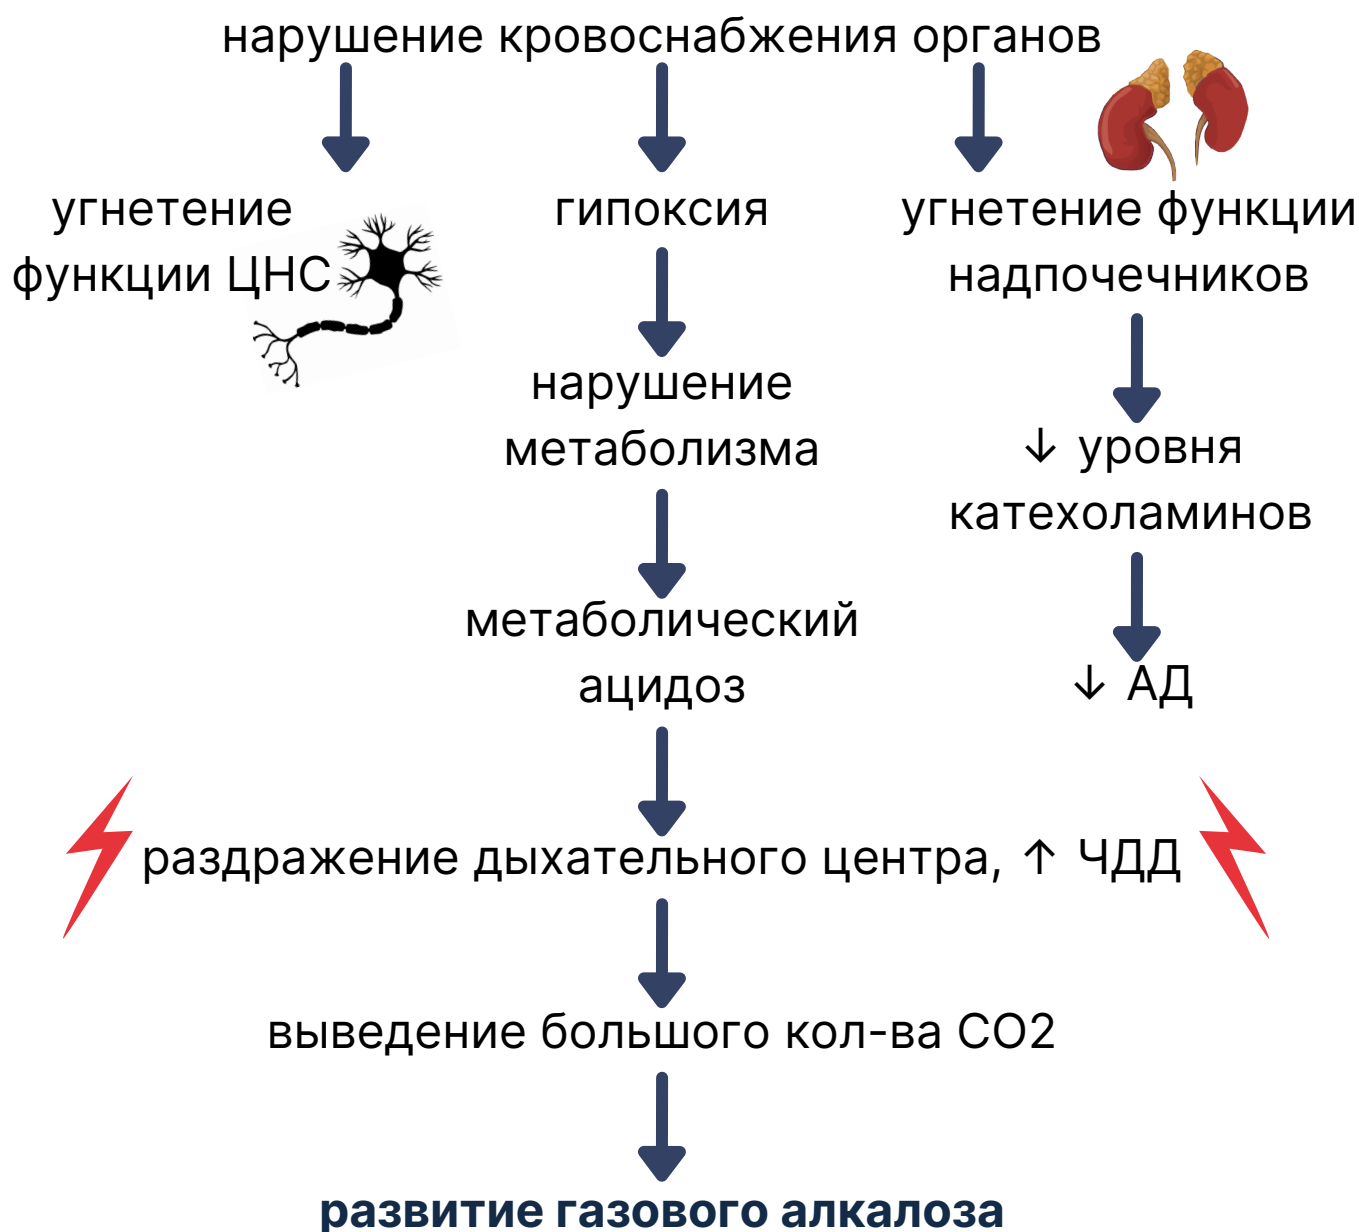 нарушение кровоснабжения органов
угнетение
функции ЦНС
гипоксия
нарушение
метаболизма
метаболический
ацидоз
угнетение функции
надпочечников
↓ уровня
катехоламинов
↓ АД
раздражение дыхательного центра, ↑ ЧДД
выведение большого кол-ва СО2
развитие газового алкалоза